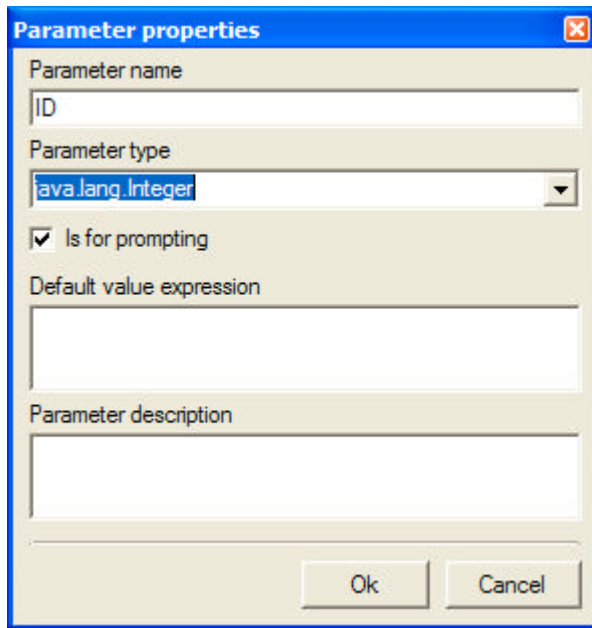 Parameter properties
Parameter name
ID
Parameter type
java.lang.Integer
Is for prompting
Default value expression
Parameter description
Ok
Cancel